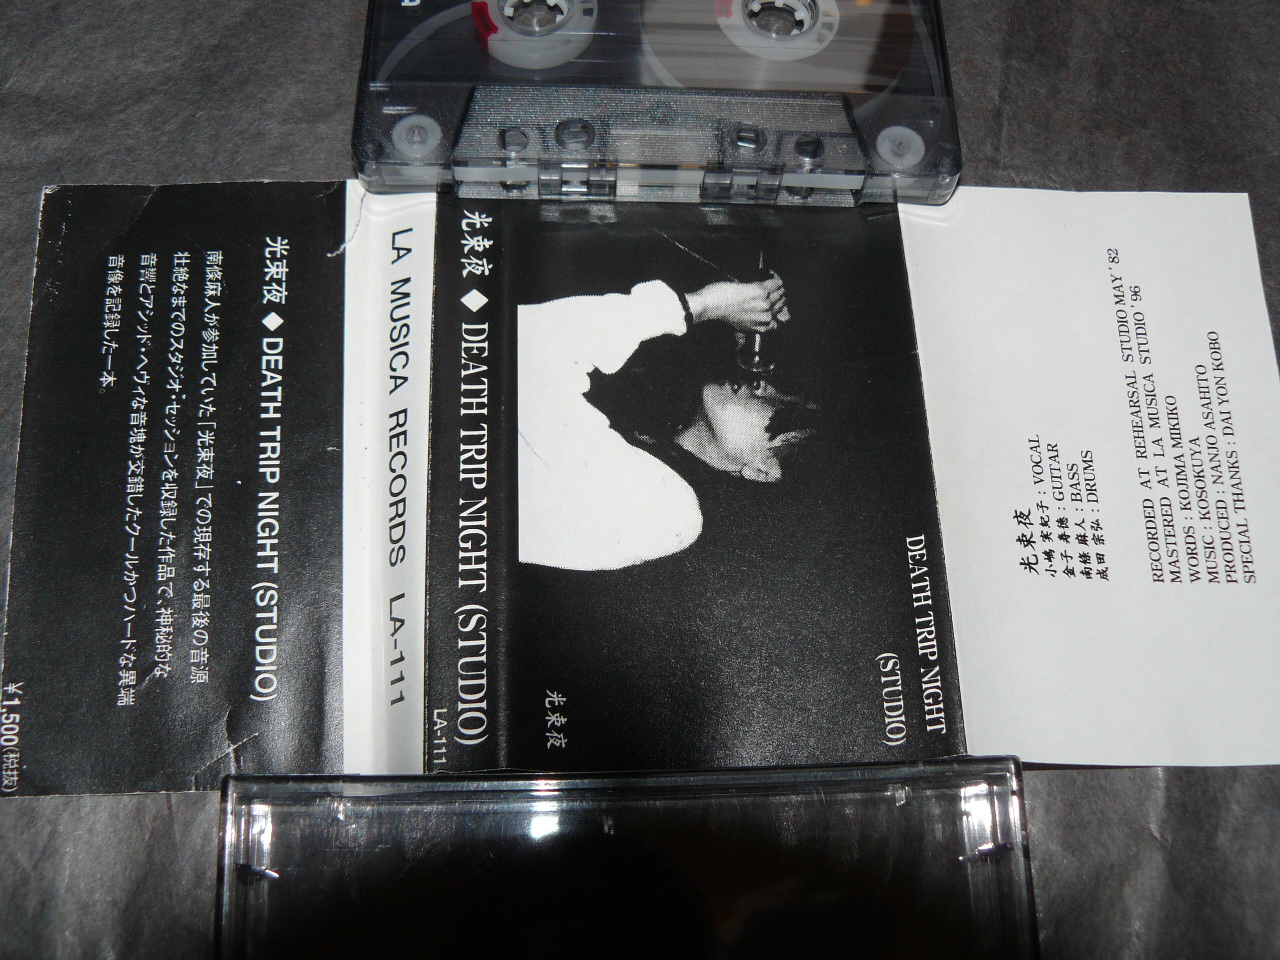 光束夜◆DEATH TRIP NIGHT (STUDIO)
南條麻人が参加していた「光束夜」での現存する最後の音源
壮絶なまでのスタジオ・セッションを収録した作品で、神秘的な
音響とアシッド・ヘヴィな音塊が交錯したクールかつハードな異端
音像を記録した一本。
¥1,500(税抜)
LA MUSICA RECORDS LA-111
光束夜◆DEATH TRIP NIGHT (STUDIO)
LA-111
DEATH TRIP NIGHT
(STUDIO)
光束夜
光束夜
小嶋 実紀子 : VOCAL
金子 寿徳 : GUITAR
南條 麻人 : BASS
成田 宗弘 : DRUMS
RECORDED AT REHEARSAL STUDIO MAY '82
MASTERED AT LA MUSICA STUDIO '96
WORDS : KOJIMA MIKIKO
MUSIC : KOSOKUYA
PRODUCED : NANJO ASAHITO
SPECIAL THANKS : DAI YON KOBO